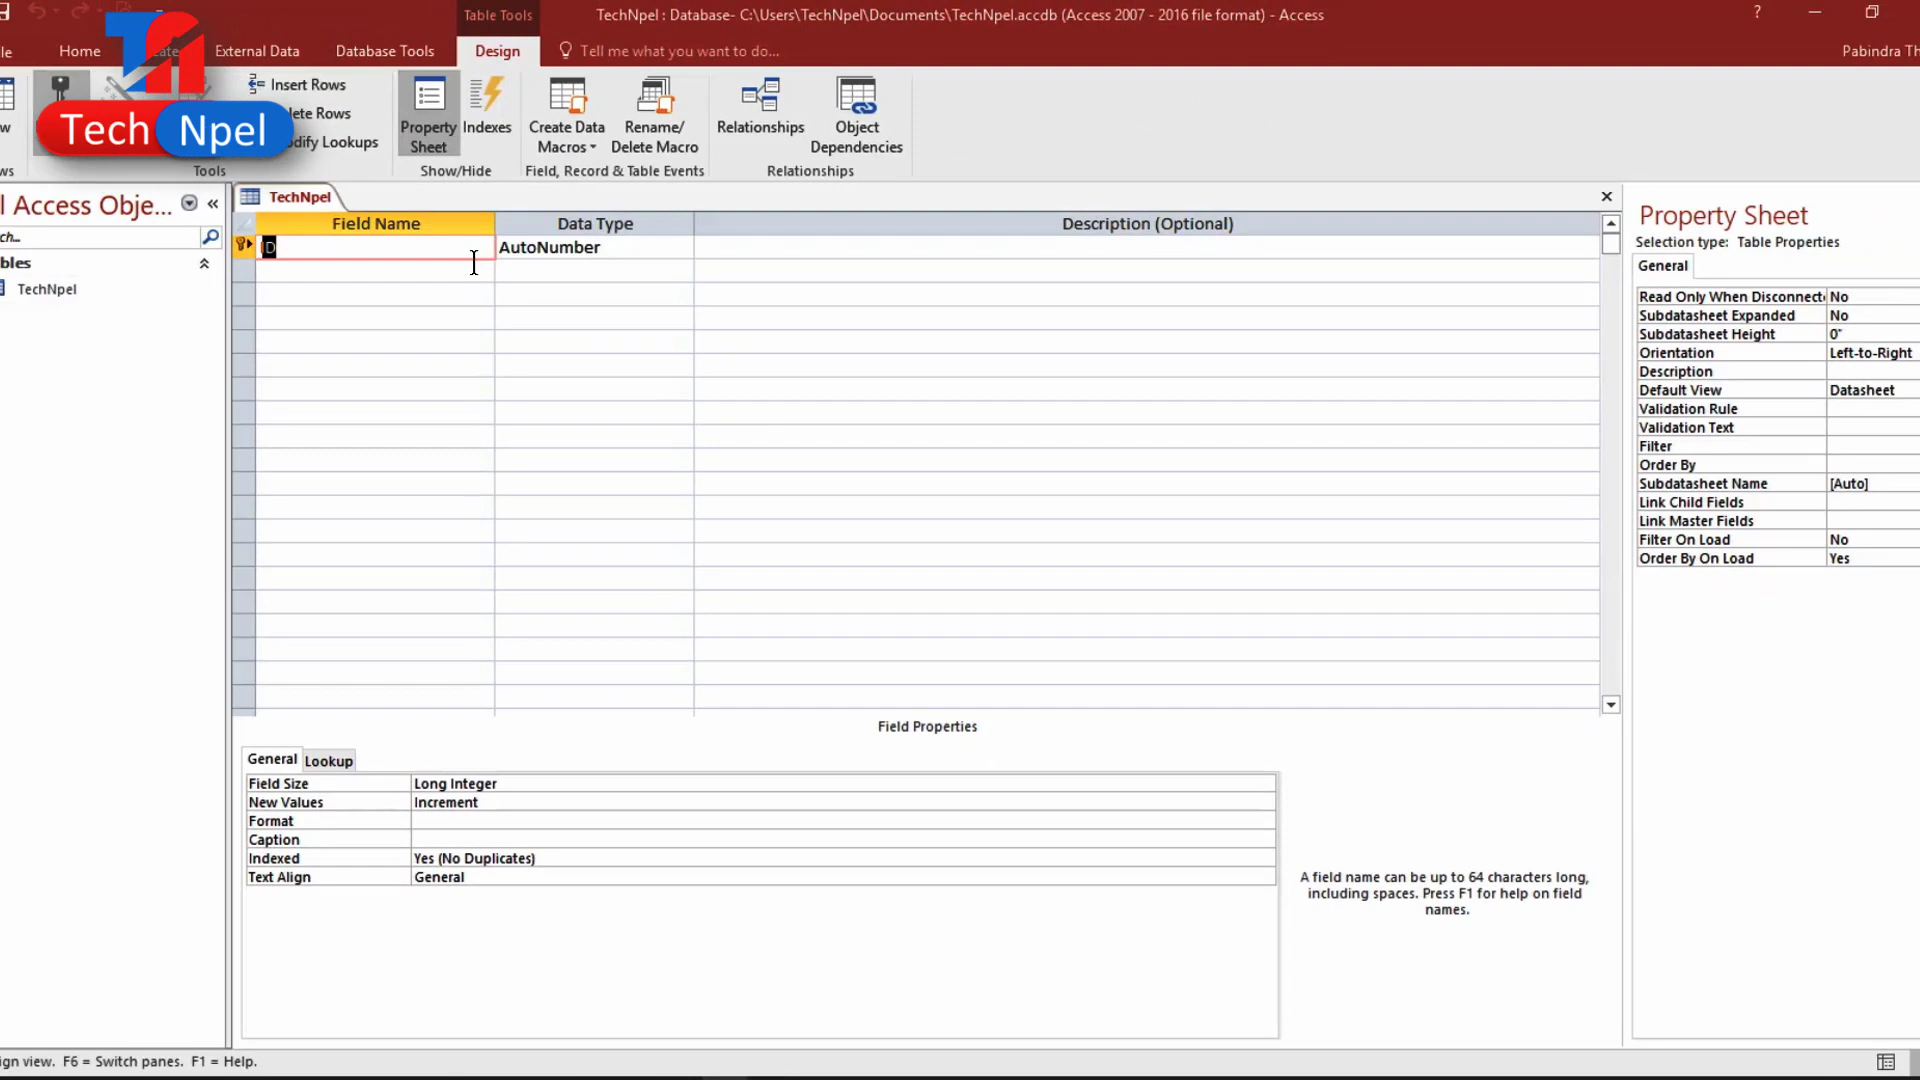 Table Tools
TechNpel : Database- C:\Users\TechNpel\Documents\TechNpel.accdb (Access 2007 - 2016 file format) - Access
?
Home
External Data
Database Tools
Design
Tell me what you want to do...
Pabindra Th
Tech Npel
Insert Rows
lete Rows
dify Lookups
Property Sheet
Indexes
Create Data Macros
Rename/ Delete Macro
Relationships
Object Dependencies
Tools
Show/Hide
Field, Record & Table Events
Relationships
l Access Obje...
ch...
bles
TechNpel
TechNpel
Field Name
Data Type
Description (Optional)
ID
AutoNumber
Field Properties
General
Lookup
Field Size Long Integer
New Values Increment
Format
Caption
Indexed Yes (No Duplicates)
Text Align General
A field name can be up to 64 characters long,
including spaces. Press F1 for help on field
names.
Property Sheet
Selection type: Table Properties
General
Read Only When Disconnect No
Subdatasheet Expanded No
Subdatasheet Height 0"
Orientation Left-to-Right
Description
Default View Datasheet
Validation Rule
Validation Text
Filter
Order By
Subdatasheet Name [Auto]
Link Child Fields
Link Master Fields
Filter On Load No
Order By On Load Yes
ign view. F6 = Switch panes. F1 = Help.